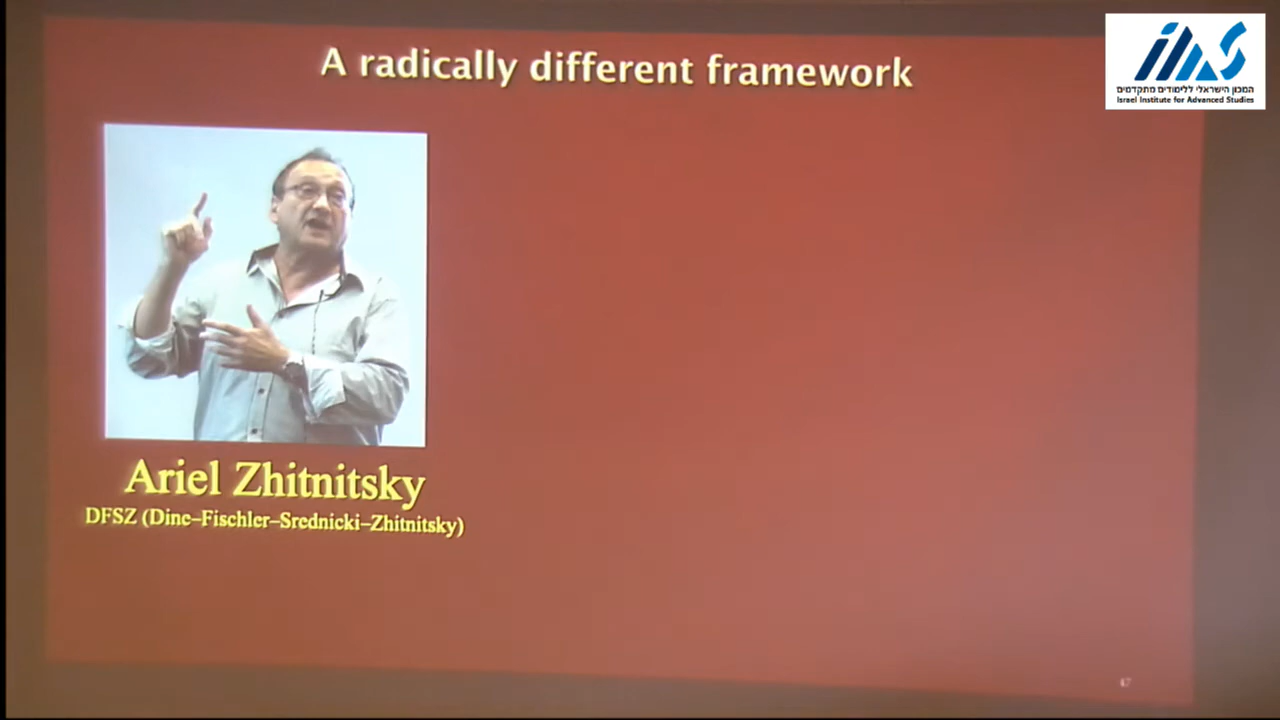 A radically different framework
המכון הישראלי ללימודים מתקדמים
Israel Institute for Advanced Studies
Ariel Zhitnitsky
DFSZ (Dine–Fischler–Srednicki–Zhitnitsky)
47